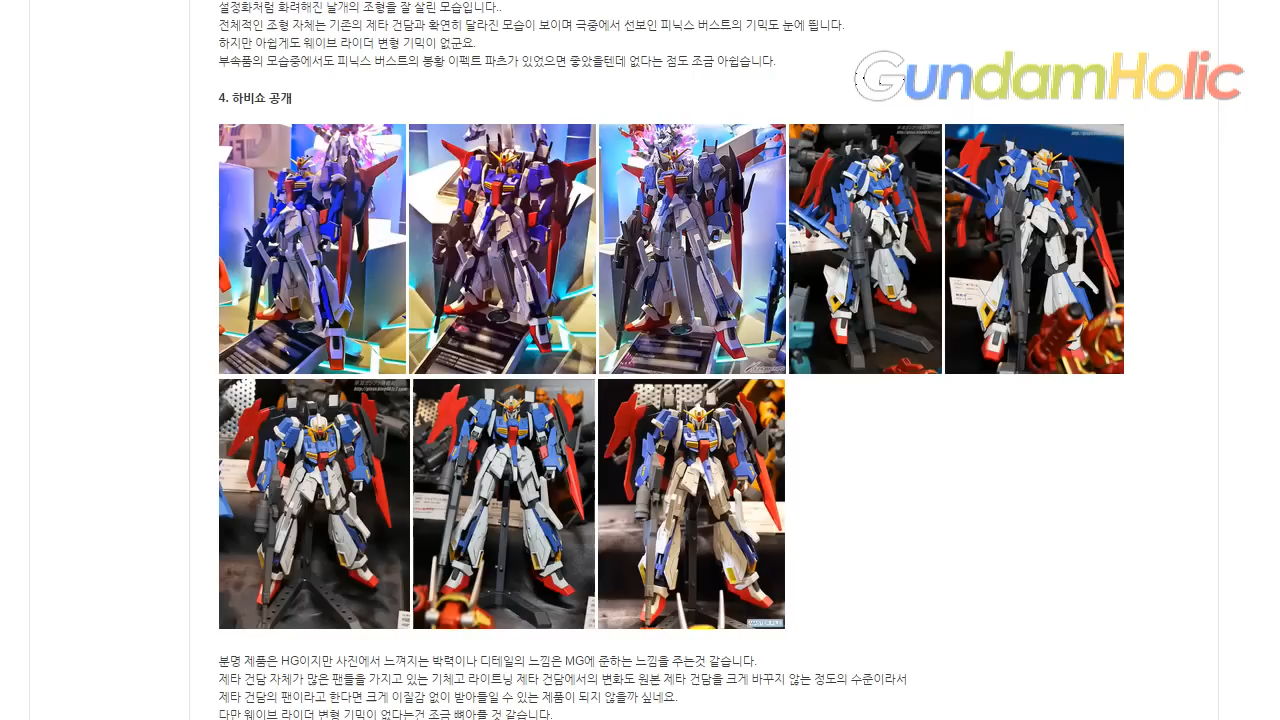 설정화처럼 화려해진 날개의 조형을 잘 살린 모습입니다..
전체적인 조형 자체는 기존의 제타 건담과 확연히 달라진 모습이 보이며 극중에서 선보인 피닉스 버스트의 기믹도 눈에 띕니다.
하지만 아쉽게도 웨이브 라이더 변형 기믹이 없군요.
부속품의 모습중에서도 피닉스 버스트의 봉황 이펙트 파츠가 있었으면 좋았을텐데 없다는 점도 조금 아쉽습니다.
GundamHolic
4. 하비쇼 공개
분명 제품은 HG이지만 사진에서 느껴지는 박력이나 디테일의 느낌은 MG에 준하는 느낌을 주는것 같습니다.
제타 건담 자체가 많은 팬들을 가지고 있는 기체고 라이트닝 제타 건담에서의 변화도 원본 제타 건담을 크게 바꾸지 않는 정도의 수준이라서
제타 건담의 팬이라고 한다면 크게 이질감 없이 받아들일 수 있는 제품이 되지 않을까 싶네요.
다만 웨이브 라이더 변형 기믹이 없다는건 조금 뼈아플 것 같습니다.